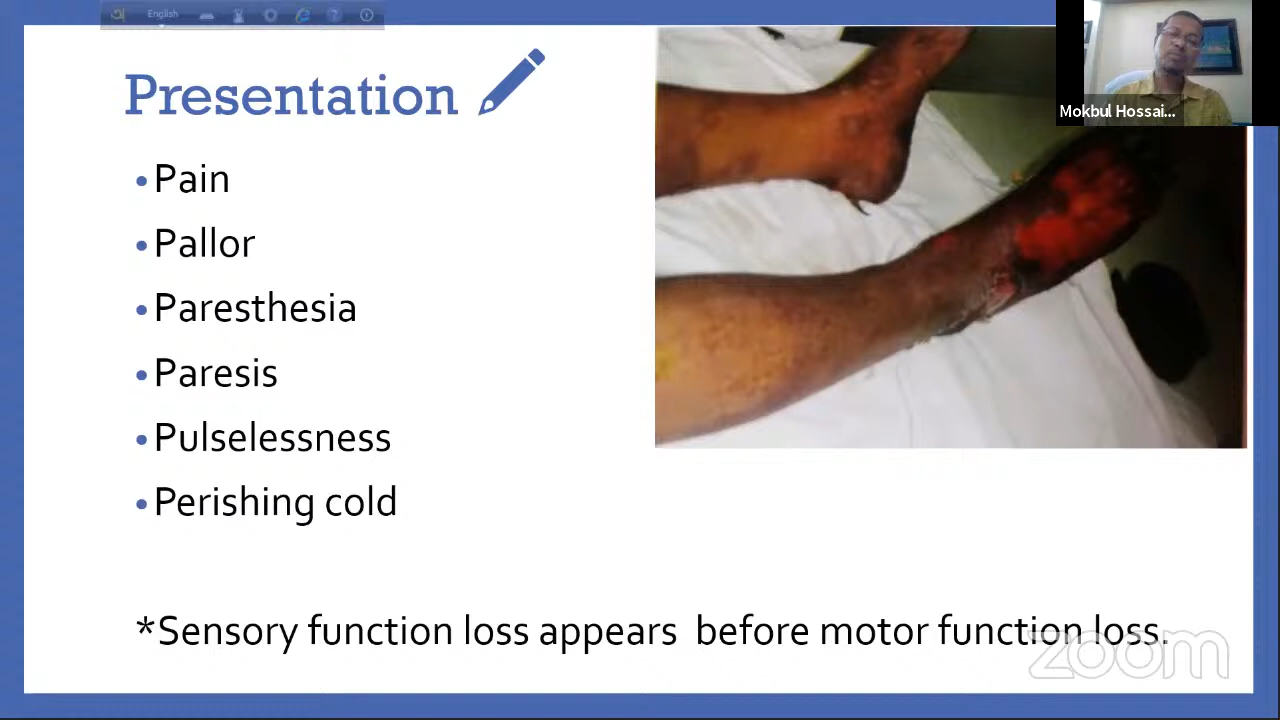 অ English
Presentation
Mokbul Hossai...
• Pain
• Pallor
• Paresthesia
• Paresis
• Pulselessness
• Perishing cold
*Sensory function loss appears before motor function loss.
zoom